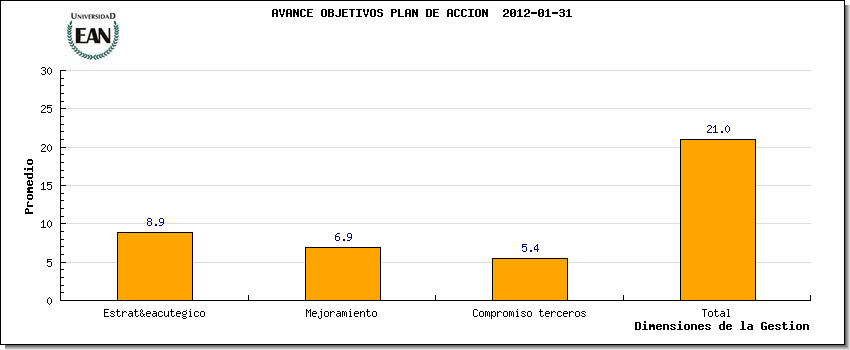 AVANCE OBJETIVOS PLAN DE ACCION 2012-01-31
UNIVERSIDAD
EAN
Promedio
30
25
20
15
10
5
0
8.9
6.9
5.4
21.0
Estrat&eacutegico
Mejoramiento
Compromiso terceros
Total
Dimensiones de la Gestion